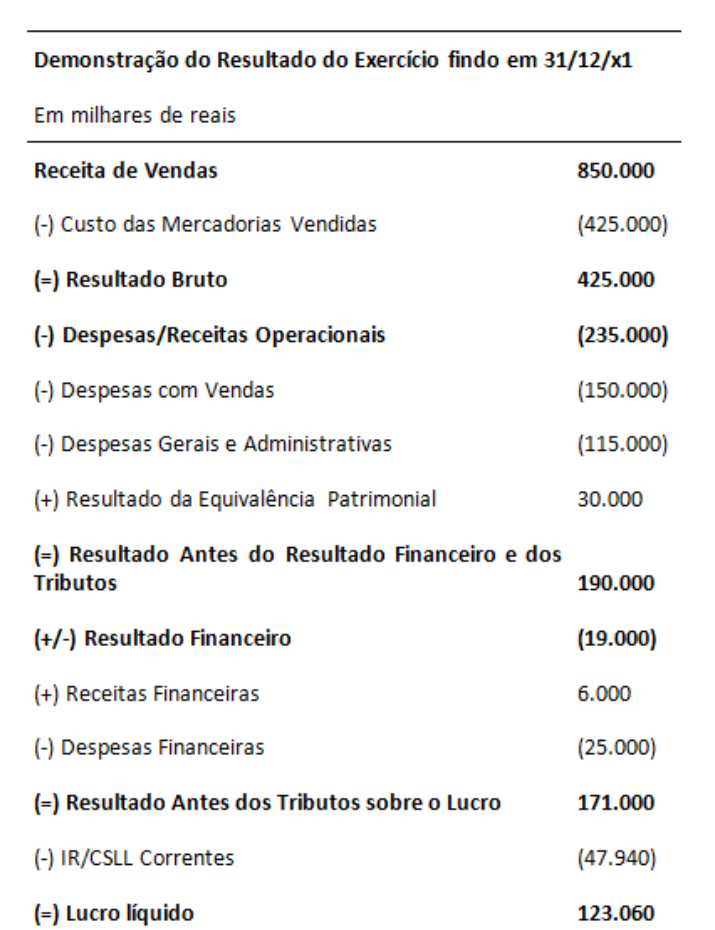 Demonstração do Resultado do Exercício findo em 31/12/x1
Em milhares de reais
Receita de Vendas 850.000
(-) Custo das Mercadorias Vendidas (425.000)
(=) Resultado Bruto 425.000
(-) Despesas/Receitas Operacionais (235.000)
(-) Despesas com Vendas (150.000)
(-) Despesas Gerais e Administrativas (115.000)
(+) Resultado da Equivalência Patrimonial 30.000
(=) Resultado Antes do Resultado Financeiro e dos
Tributos 190.000
(+/-) Resultado Financeiro (19.000)
(+) Receitas Financeiras 6.000
(-) Despesas Financeiras (25.000)
(=) Resultado Antes dos Tributos sobre o Lucro 171.000
(-) IR/CSLL Correntes (47.940)
(=) Lucro líquido 123.060